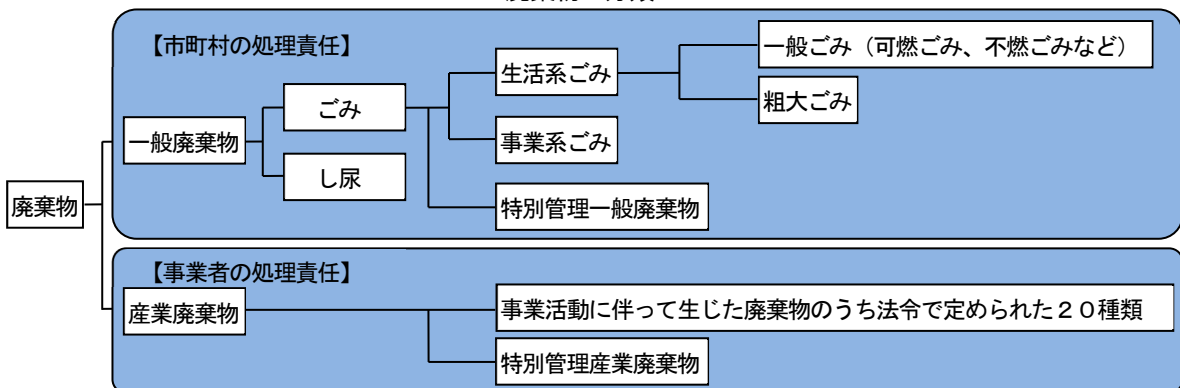 【市町村の処理責任】
一般ごみ（可燃ごみ、不燃ごみなど）
生活系ごみ
粗大ごみ
ごみ
一般廃棄物
事業系ごみ
し尿
廃棄物
特別管理一般廃棄物
【事業者の処理責任】
産業廃棄物
事業活動に伴って生じた廃棄物のうち法令で定められた２０種類
特別管理産業廃棄物